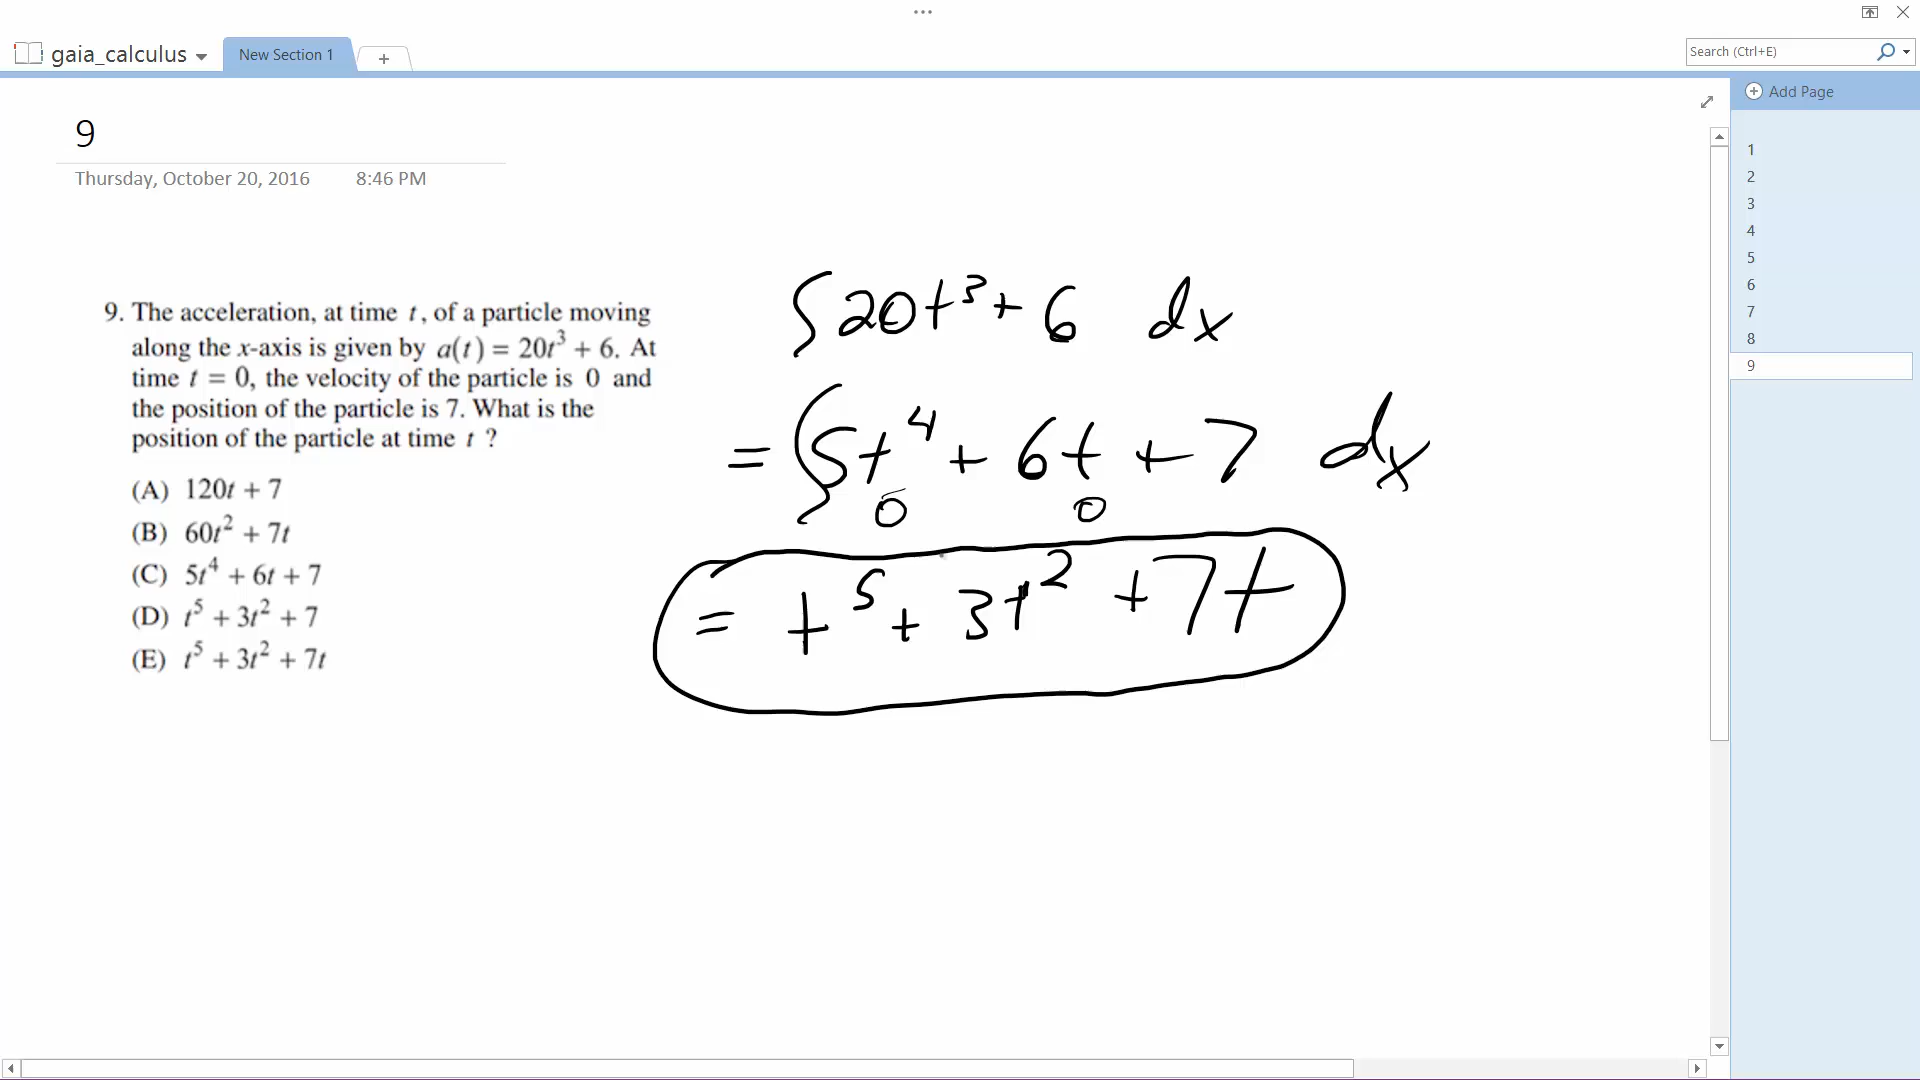 ...
gaia_calculus
New Section 1
+
Search (Ctrl+E)
Add Page
9
Thursday, October 20, 2016 8:46 PM
1
2
3
4
5
6
7
8
9
9. The acceleration, at time t, of a particle moving
along the x-axis is given by a(t) = 20t³ + 6. At
time t = 0, the velocity of the particle is 0 and
the position of the particle is 7. What is the
position of the particle at time t ?
(A) 120t + 7
(B) 60t² + 7t
(C) 5t⁴ + 6t + 7
(D) t⁵ + 3t² + 7
(E) t⁵ + 3t² + 7t
∫20t³ + 6 dx
= ∫5t⁴ + 6t + 7 dx
0 0
= t⁵ + 3t² + 7t